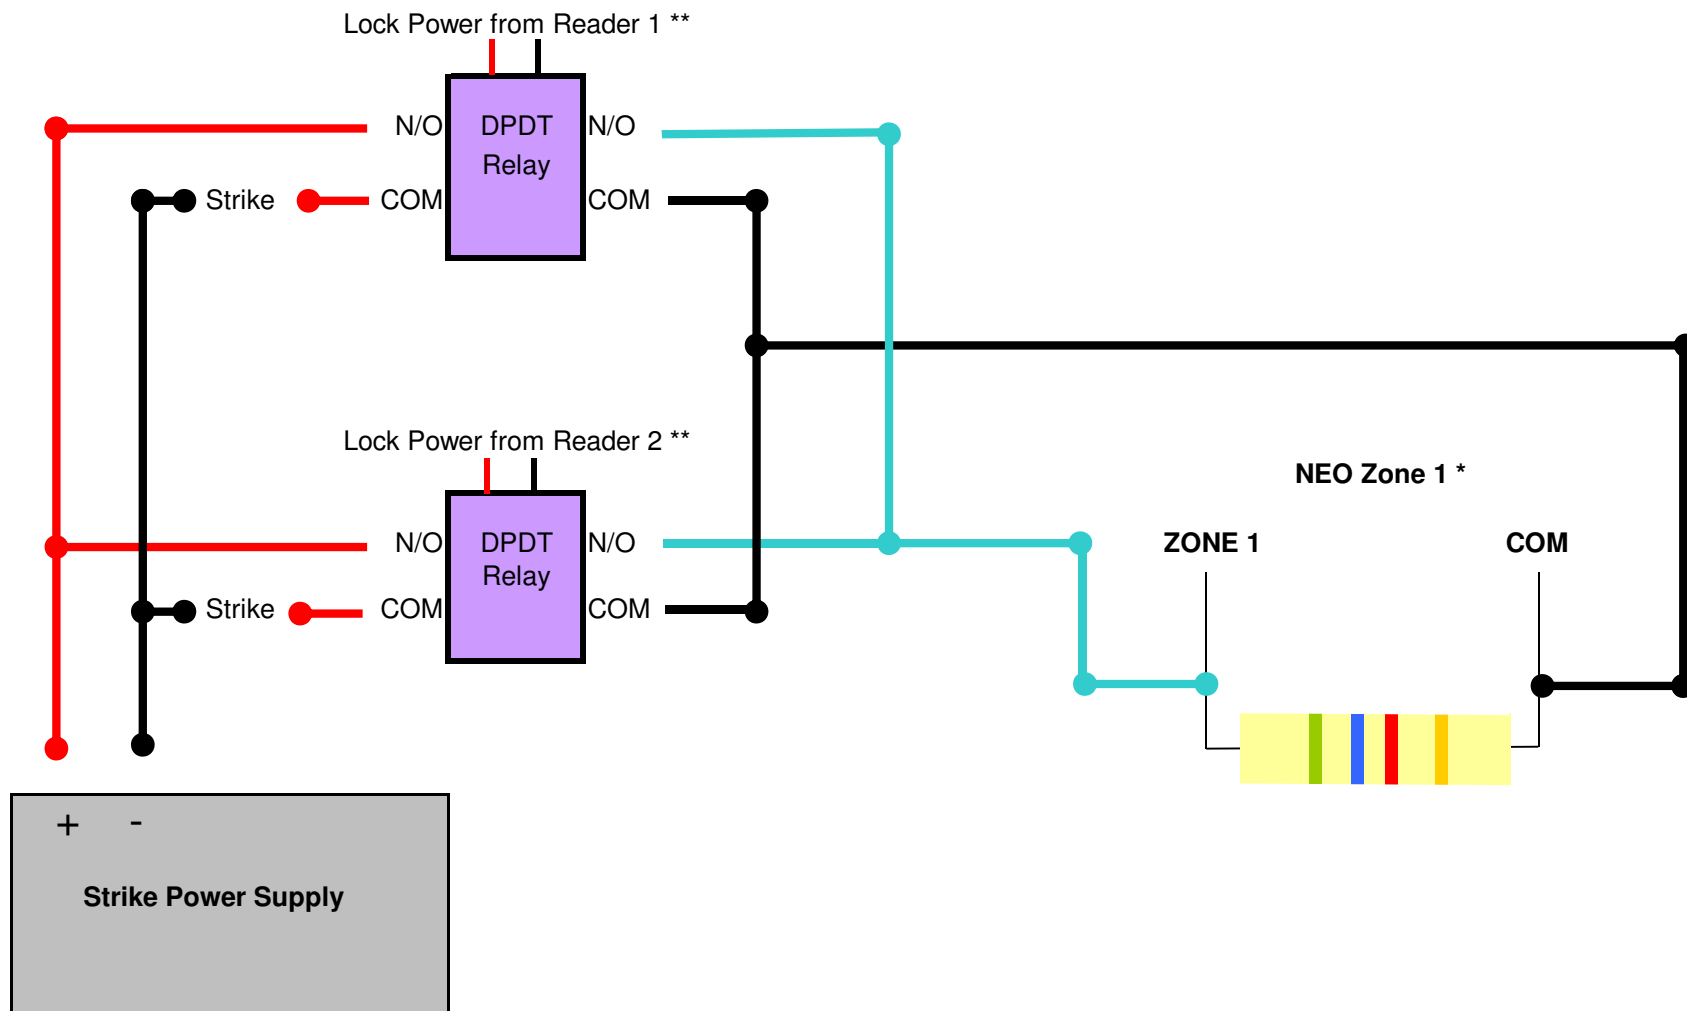 Lock Power from Reader 1 **
N/O DPDT N/O
Relay
Strike COM COM
Lock Power from Reader 2 **
NEO Zone 1 *
N/O DPDT N/O ZONE 1 COM
Relay
Strike COM COM
+ -
Strike Power Supply